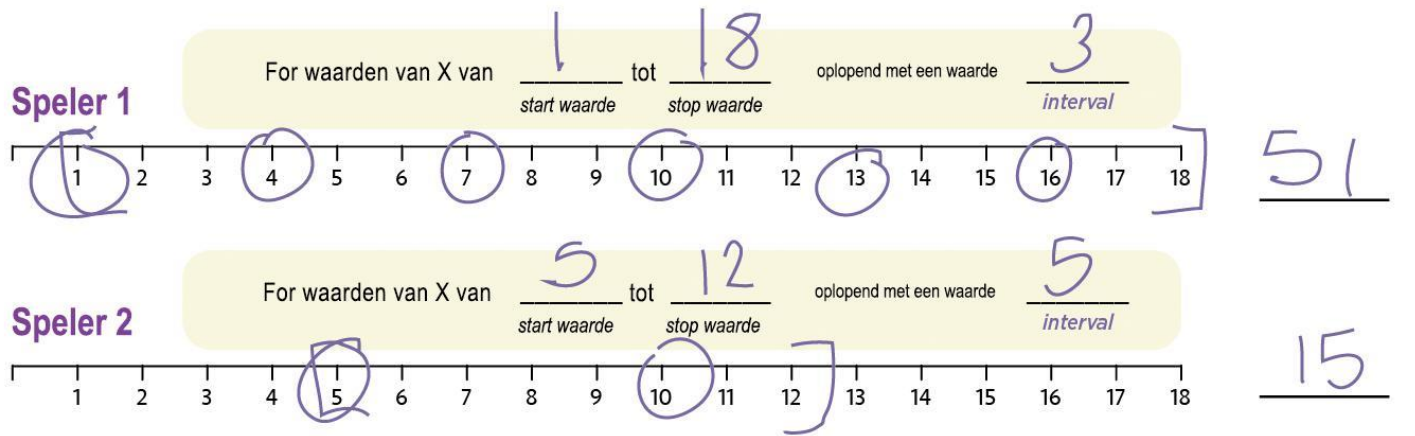 For waarden van X van 1 tot 18 oplopend met een waarde 3
start waarde stop waarde interval
Speler 1
1 2 3 4 5 6 7 8 9 10 11 12 13 14 15 16 17 18
51
For waarden van X van 5 tot 12 oplopend met een waarde 5
start waarde stop waarde interval
Speler 2
1 2 3 4 5 6 7 8 9 10 11 12 13 14 15 16 17 18
15